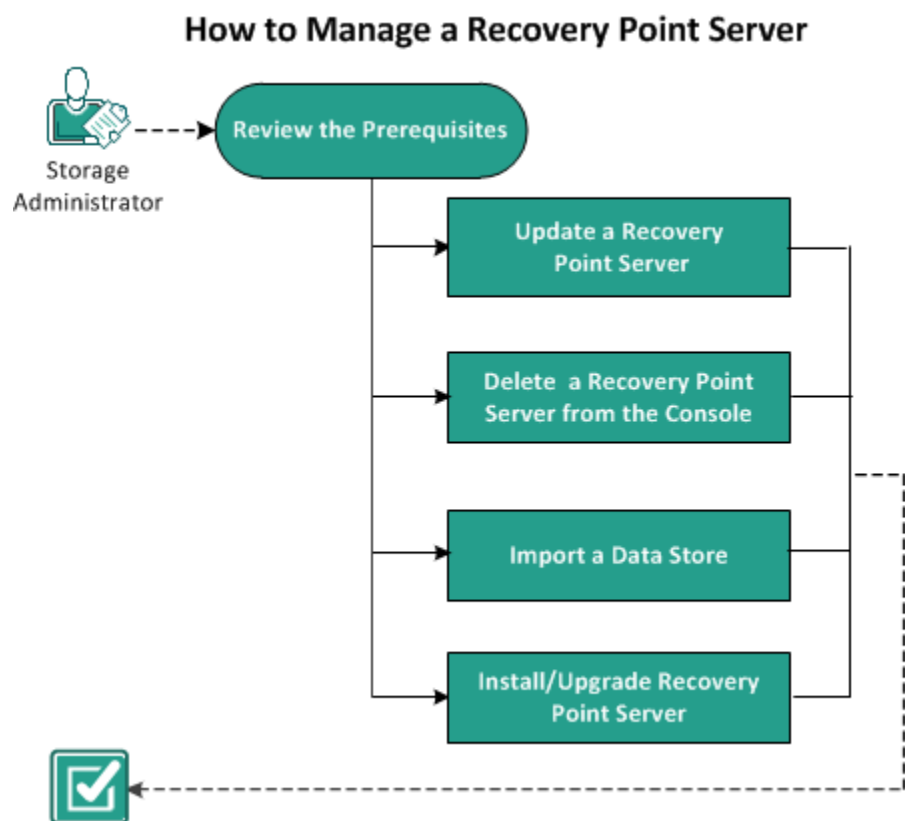 How to Manage a Recovery Point Server
Storage
Administrator
Review the Prerequisites
Update a Recovery
Point Server
Delete a Recovery Point
Server from the Console
Import a Data Store
Install/Upgrade Recovery
Point Server